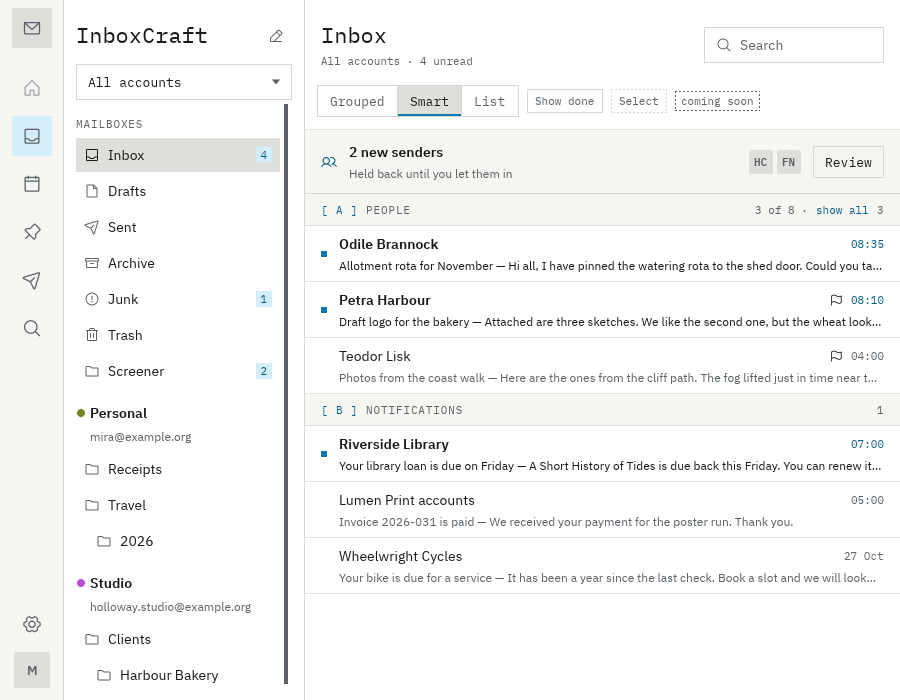 InboxCraft
All accounts
MAILBOXES
Inbox 4
Drafts
Sent
Archive
Junk 1
Trash
Screener 2
Personal
mira@example.org
Receipts
Travel
2026
Studio
holloway.studio@example.org
Clients
Harbour Bakery
M
Inbox
All accounts · 4 unread
Search
Grouped Smart List Show done Select coming soon
2 new senders
Held back until you let them in
HC FN Review
[ A ] PEOPLE 3 of 8 · show all 3
Odile Brannock 08:35
Allotment rota for November — Hi all, I have pinned the watering rota to the shed door. Could you ta…
Petra Harbour 08:10
Draft logo for the bakery — Attached are three sketches. We like the second one, but the wheat look…
Teodor Lisk 04:00
Photos from the coast walk — Here are the ones from the cliff path. The fog lifted just in time near t…
[ B ] NOTIFICATIONS 1
Riverside Library 07:00
Your library loan is due on Friday — A Short History of Tides is due back this Friday. You can renew it…
Lumen Print accounts 05:00
Invoice 2026-031 is paid — We received your payment for the poster run. Thank you.
Wheelwright Cycles 27 Oct
Your bike is due for a service — It has been a year since the last check. Book a slot and we will look…